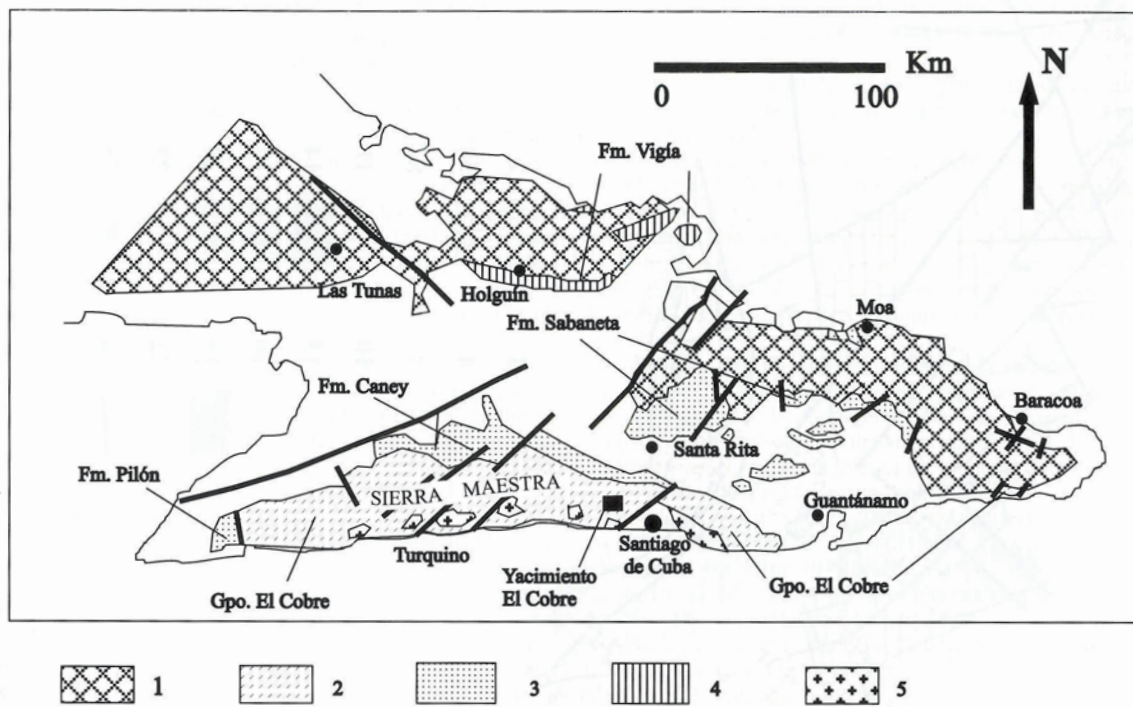 Km
N
0 100
Fm. Vigía
Las Tunas
Holguín
Moa
Fm. Sabaneta
Fm. Caney
Baracoa
Santa Rita
Fm. Pilón
SIERRA MAESTRA
Guantánamo
Turquino
Santiago
de Cuba
Yacimiento
El Cobre
Gpo. El Cobre
Gpo. El Cobre
1 2 3 4 5